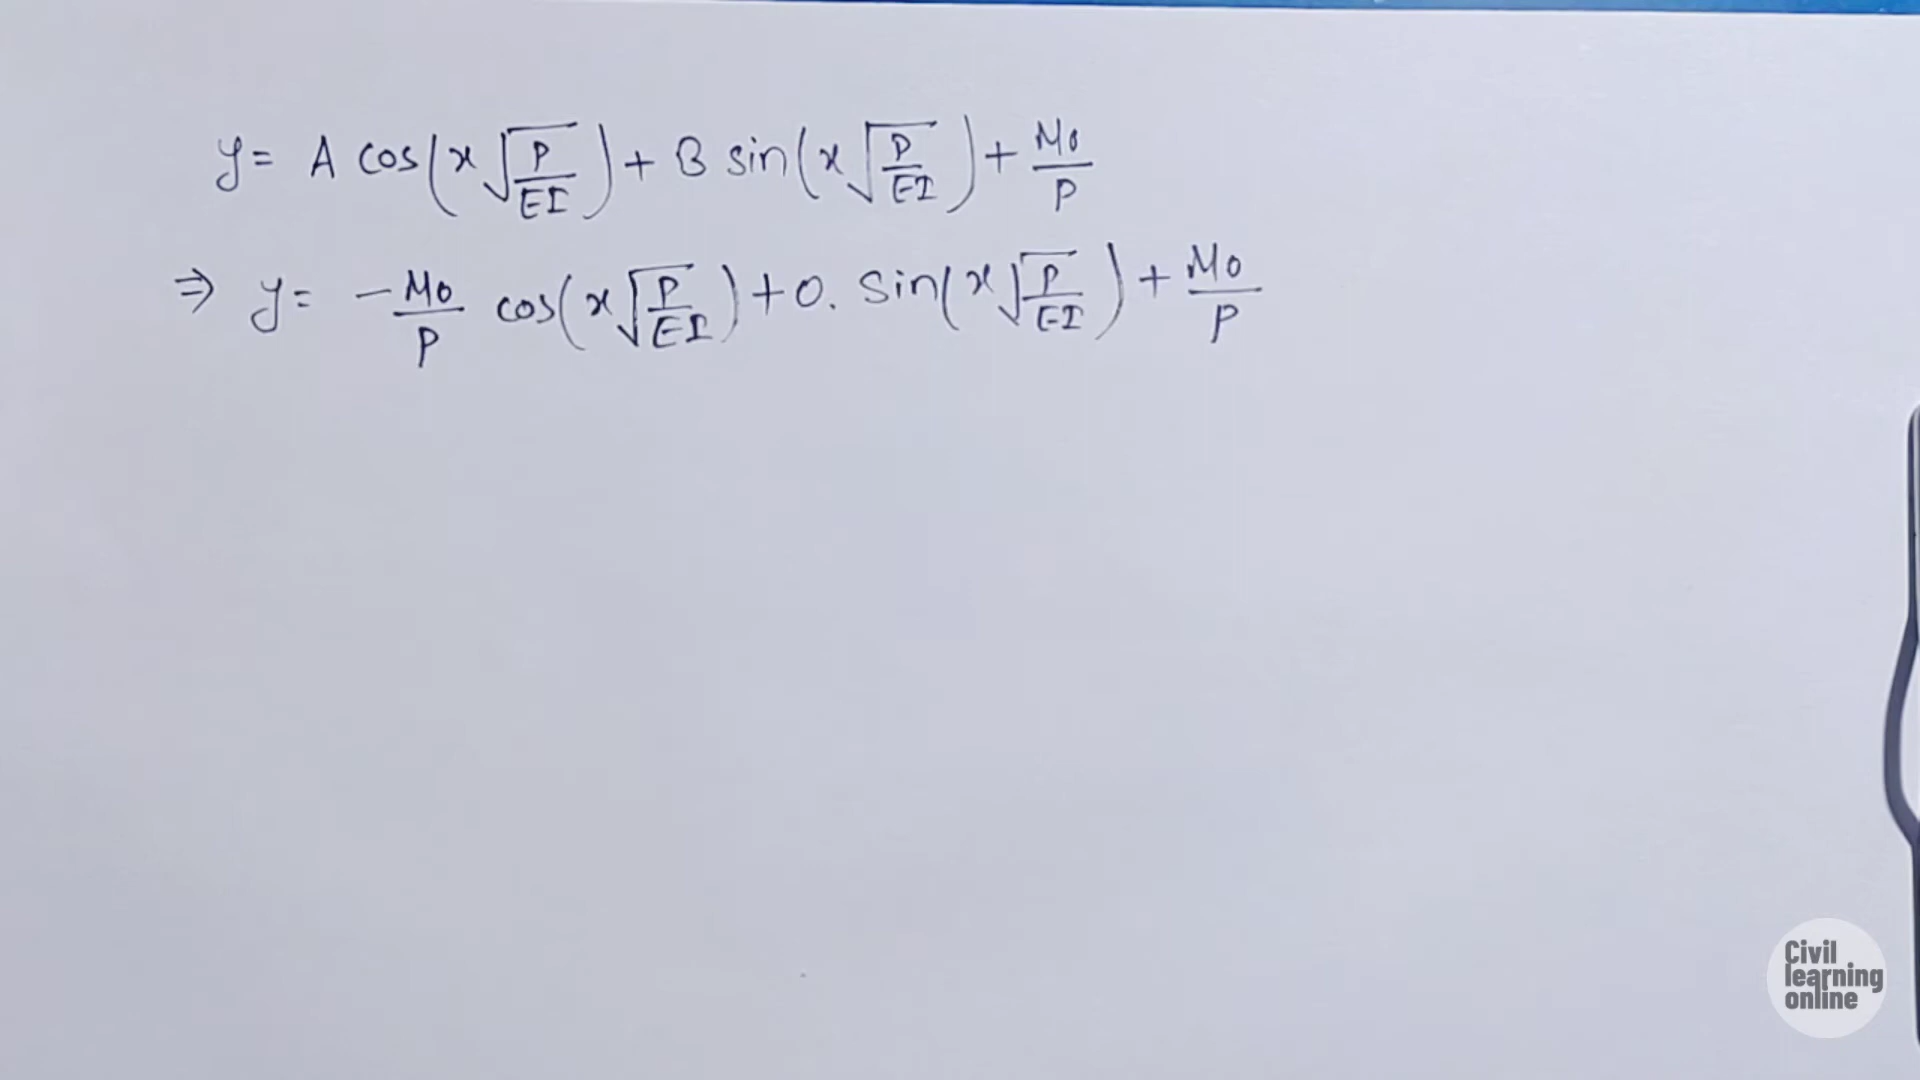 y = A cos(x√(P/EI)) + B sin(x√(P/EI)) + M0/P
⇒ y = -M0/P cos(x√(P/EI)) + 0. sin(x√(P/EI)) + M0/P
Civil
learning
online